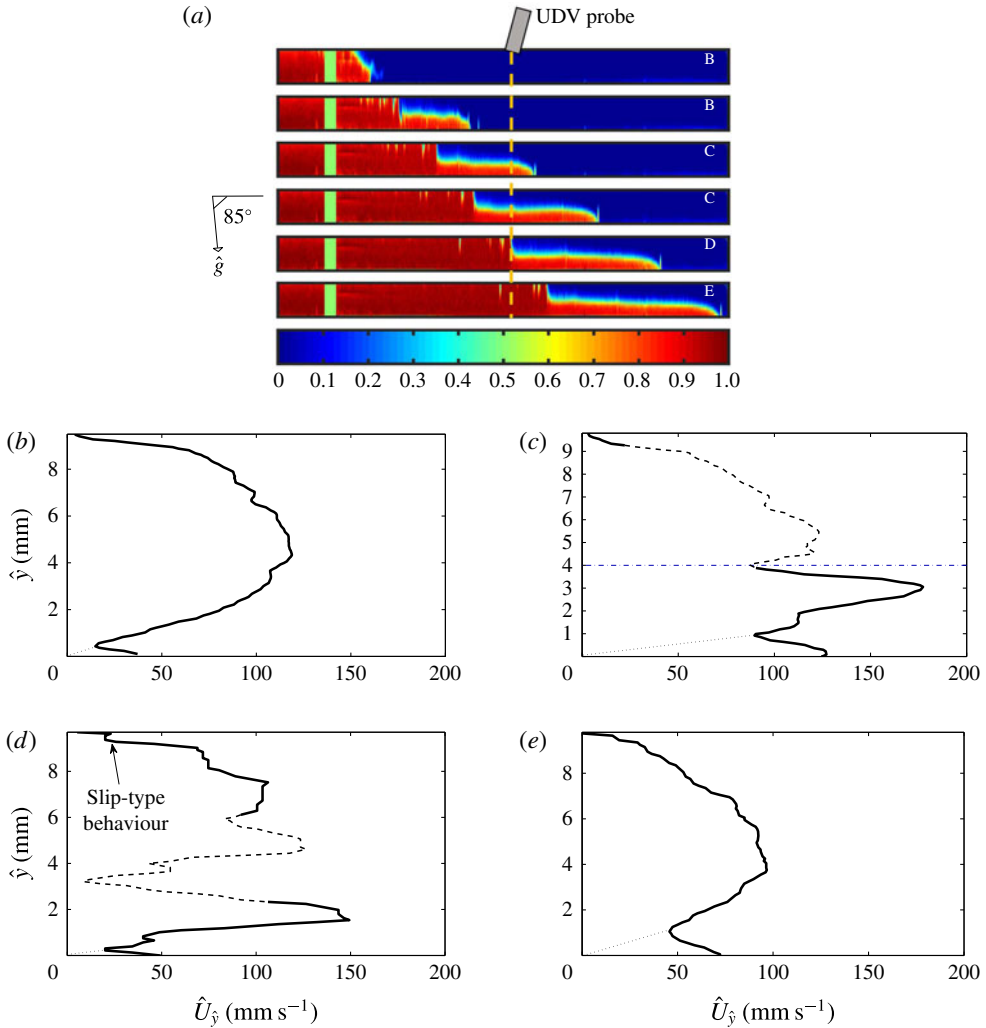 (a)
UDV probe
B
B
C
C
85°
ĝ
D
E
0 0.1 0.2 0.3 0.4 0.5 0.6 0.7 0.8 0.9 1.0
(b)
8
6
4
2
0 50 100 150 200
ŷ (mm)
(c)
9
8
7
6
5
4
3
2
1
0 50 100 150 200
(d)
Slip-type
behaviour
8
6
4
2
0 50 100 150 200
ŷ (mm)
Û_ŷ (mm s⁻¹)
(e)
8
6
4
2
0 50 100 150 200
Û_ŷ (mm s⁻¹)